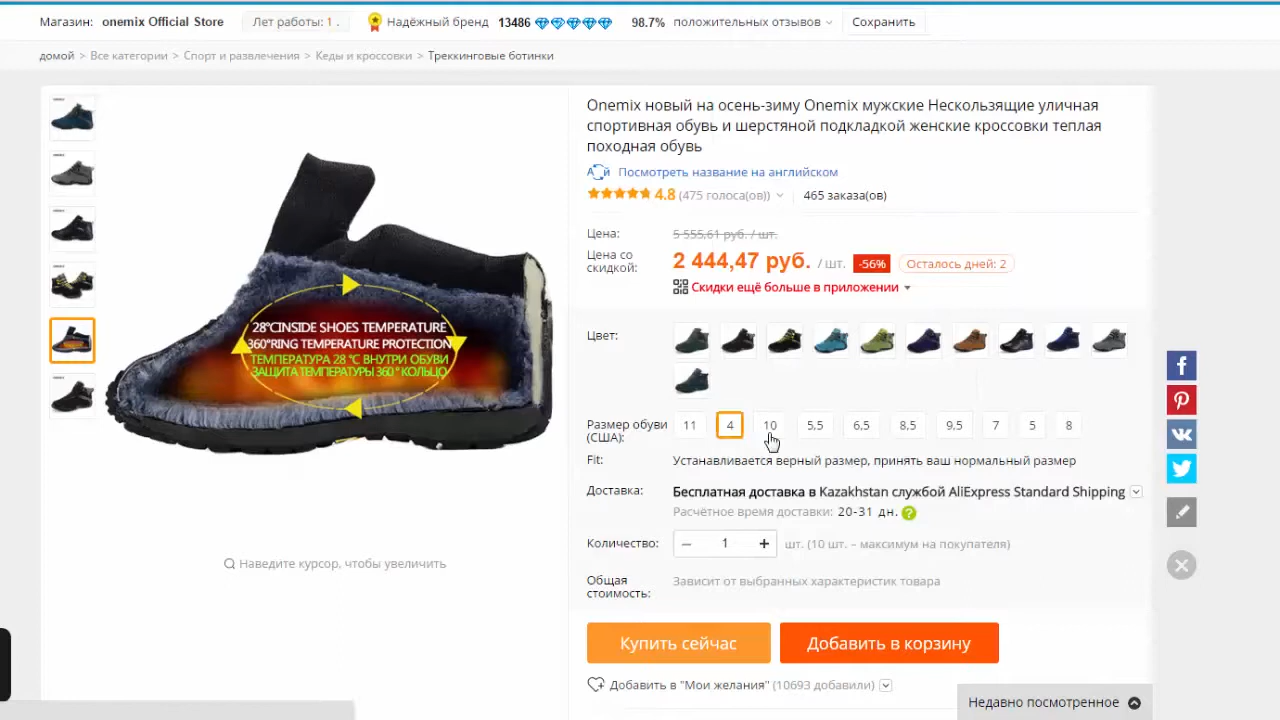 Магазин: onemix Official Store Лет работы: 1 . Надёжный бренд 13486 98.7% положительных отзывов Сохранить
домой > Все категории > Спорт и развлечения > Кеды и кроссовки > Треккинговые ботинки
Onemix новый на осень-зиму Onemix мужские Нескользящие уличная
спортивная обувь и шерстяной подкладкой женские кроссовки теплая
походная обувь
Посмотреть название на английском
4.8 (475 голоса(ов)) 465 заказа(ов)
Цена: 5 555,61 руб. / шт.
Цена со
скидкой: 2 444,47 руб. / шт. -56% Осталось дней: 2
Скидки ещё больше в приложении
28°CINSIDE SHOES TEMPERATURE
360°RING TEMPERATURE PROTECTION
ТЕМПЕРАТУРА 28 °C ВНУТРИ ОБУВИ
ЗАЩИТА ТЕМПЕРАТУРЫ 360 ° КОЛЬЦО
Наведите курсор, чтобы увеличить
Цвет:
Размер обуви
(США): 11 4 10 5,5 6,5 8,5 9,5 7 5 8
Fit: Устанавливается верный размер, принять ваш нормальный размер
Доставка: Бесплатная доставка в Kazakhstan службой AliExpress Standard Shipping
Расчётное время доставки: 20-31 дн. ?
Количество: – 1 + шт. (10 шт. – максимум на покупателя)
Общая
стоимость: Зависит от выбранных характеристик товара
Купить сейчас Добавить в корзину
Добавить в "Мои желания" (10693 добавили)
Недавно посмотренное